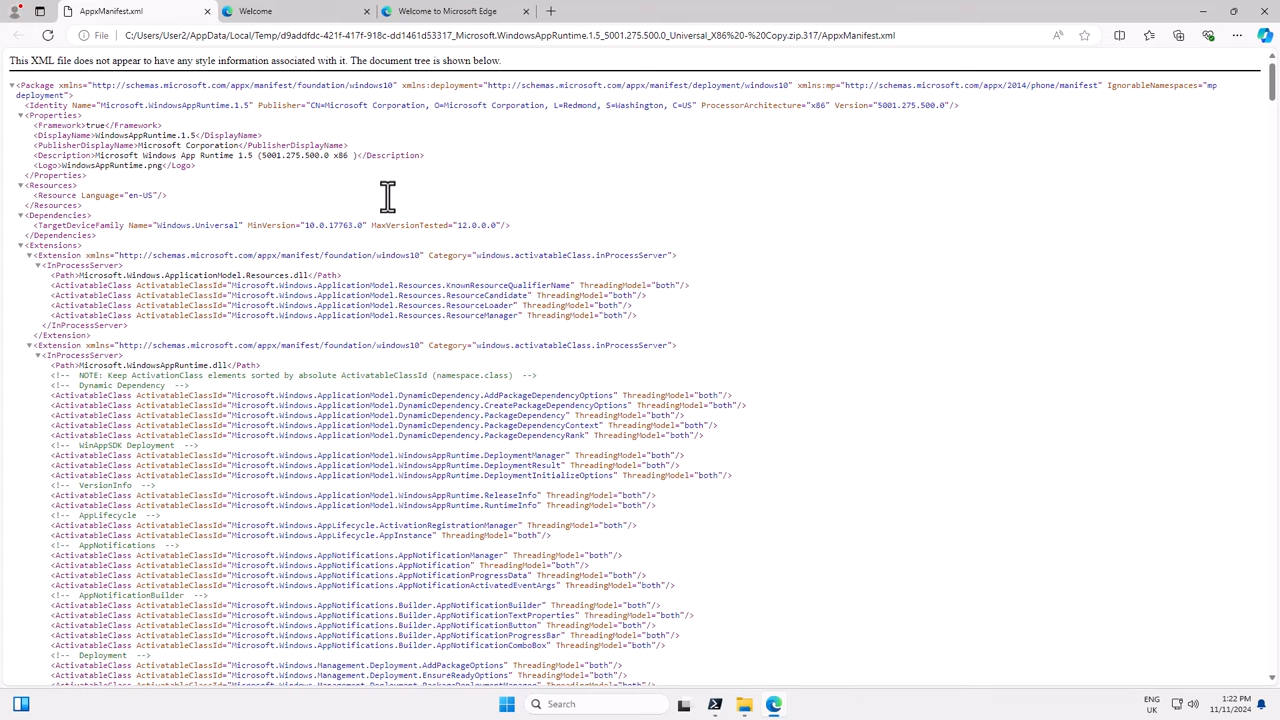 AppxManifest.xml
Welcome
Welcome to Microsoft Edge
File
C:/Users/User2/AppData/Local/Temp/d9addfdc-421f-417f-918c-dd1461d53317_Microsoft.WindowsAppRuntime.1.5_5001.275.500.0_Universal_X86%20-%20Copy.zip.317/AppxManifest.xml
This XML file does not appear to have any style information associated with it. The document tree is shown below.
<Package xmlns="http://schemas.microsoft.com/appx/manifest/foundation/windows10" xmlns:deployment="http://schemas.microsoft.com/appx/manifest/deployment/windows10" xmlns:mp="http://schemas.microsoft.com/appx/2014/phone/manifest" IgnorableNamespaces="mp
deployment">
<Identity Name="Microsoft.WindowsAppRuntime.1.5" Publisher="CN=Microsoft Corporation, O=Microsoft Corporation, L=Redmond, S=Washington, C=US" ProcessorArchitecture="x86" Version="5001.275.500.0"/>
<Properties>
<Framework>true</Framework>
<DisplayName>WindowsAppRuntime.1.5</DisplayName>
<PublisherDisplayName>Microsoft Corporation</PublisherDisplayName>
<Description>Microsoft Windows App Runtime 1.5 (5001.275.500.0 x86 )</Description>
<Logo>WindowsAppRuntime.png</Logo>
</Properties>
<Resources>
<Resource Language="en-US"/>
</Resources>
<Dependencies>
<TargetDeviceFamily Name="Windows.Universal" MinVersion="10.0.17763.0" MaxVersionTested="12.0.0.0"/>
</Dependencies>
<Extensions>
<Extension xmlns="http://schemas.microsoft.com/appx/manifest/foundation/windows10" Category="windows.activatableClass.inProcessServer">
<InProcessServer>
<Path>Microsoft.Windows.ApplicationModel.Resources.dll</Path>
<ActivatableClass ActivatableClassId="Microsoft.Windows.ApplicationModel.Resources.KnownResourceQualifierName" ThreadingModel="both"/>
<ActivatableClass ActivatableClassId="Microsoft.Windows.ApplicationModel.Resources.ResourceCandidate" ThreadingModel="both"/>
<ActivatableClass ActivatableClassId="Microsoft.Windows.ApplicationModel.Resources.ResourceLoader" ThreadingModel="both"/>
<ActivatableClass ActivatableClassId="Microsoft.Windows.ApplicationModel.Resources.ResourceManager" ThreadingModel="both"/>
</InProcessServer>
</Extension>
<Extension xmlns="http://schemas.microsoft.com/appx/manifest/foundation/windows10" Category="windows.activatableClass.inProcessServer">
<InProcessServer>
<Path>Microsoft.WindowsAppRuntime.dll</Path>
<!-- NOTE: Keep ActivationClass elements sorted by absolute ActivatableClassId (namespace.class) -->
<!-- Dynamic Dependency -->
<ActivatableClass ActivatableClassId="Microsoft.Windows.ApplicationModel.DynamicDependency.AddPackageDependencyOptions" ThreadingModel="both"/>
<ActivatableClass ActivatableClassId="Microsoft.Windows.ApplicationModel.DynamicDependency.CreatePackageDependencyOptions" ThreadingModel="both"/>
<ActivatableClass ActivatableClassId="Microsoft.Windows.ApplicationModel.DynamicDependency.PackageDependency" ThreadingModel="both"/>
<ActivatableClass ActivatableClassId="Microsoft.Windows.ApplicationModel.DynamicDependency.PackageDependencyContext" ThreadingModel="both"/>
<ActivatableClass ActivatableClassId="Microsoft.Windows.ApplicationModel.DynamicDependency.PackageDependencyRank" ThreadingModel="both"/>
<!-- WinAppSDK Deployment -->
<ActivatableClass ActivatableClassId="Microsoft.Windows.ApplicationModel.WindowsAppRuntime.DeploymentManager" ThreadingModel="both"/>
<ActivatableClass ActivatableClassId="Microsoft.Windows.ApplicationModel.WindowsAppRuntime.DeploymentResult" ThreadingModel="both"/>
<ActivatableClass ActivatableClassId="Microsoft.Windows.ApplicationModel.WindowsAppRuntime.DeploymentInitializeOptions" ThreadingModel="both"/>
<!-- VersionInfo -->
<ActivatableClass ActivatableClassId="Microsoft.Windows.ApplicationModel.WindowsAppRuntime.ReleaseInfo" ThreadingModel="both"/>
<ActivatableClass ActivatableClassId="Microsoft.Windows.ApplicationModel.WindowsAppRuntime.RuntimeInfo" ThreadingModel="both"/>
<!-- AppLifecycle -->
<ActivatableClass ActivatableClassId="Microsoft.Windows.AppLifecycle.ActivationRegistrationManager" ThreadingModel="both"/>
<ActivatableClass ActivatableClassId="Microsoft.Windows.AppLifecycle.AppInstance" ThreadingModel="both"/>
<!-- AppNotifications -->
<ActivatableClass ActivatableClassId="Microsoft.Windows.AppNotifications.AppNotificationManager" ThreadingModel="both"/>
<ActivatableClass ActivatableClassId="Microsoft.Windows.AppNotifications.AppNotification" ThreadingModel="both"/>
<ActivatableClass ActivatableClassId="Microsoft.Windows.AppNotifications.AppNotificationProgressData" ThreadingModel="both"/>
<ActivatableClass ActivatableClassId="Microsoft.Windows.AppNotifications.AppNotificationActivatedEventArgs" ThreadingModel="both"/>
<!-- AppNotificationBuilder -->
<ActivatableClass ActivatableClassId="Microsoft.Windows.AppNotifications.Builder.AppNotificationBuilder" ThreadingModel="both"/>
<ActivatableClass ActivatableClassId="Microsoft.Windows.AppNotifications.Builder.AppNotificationTextProperties" ThreadingModel="both"/>
<ActivatableClass ActivatableClassId="Microsoft.Windows.AppNotifications.Builder.AppNotificationButton" ThreadingModel="both"/>
<ActivatableClass ActivatableClassId="Microsoft.Windows.AppNotifications.Builder.AppNotificationProgressBar" ThreadingModel="both"/>
<ActivatableClass ActivatableClassId="Microsoft.Windows.AppNotifications.Builder.AppNotificationComboBox" ThreadingModel="both"/>
<!-- Deployment -->
<ActivatableClass ActivatableClassId="Microsoft.Windows.Management.Deployment.AddPackageOptions" ThreadingModel="both"/>
<ActivatableClass ActivatableClassId="Microsoft.Windows.Management.Deployment.EnsureReadyOptions" ThreadingModel="both"/>
<ActivatableClass ActivatableClassId="Microsoft.Windows.Management.Deployment.PackageDeploymentManager" ThreadingModel="both"/>
Search
ENG
UK
1:22 PM
11/11/2024